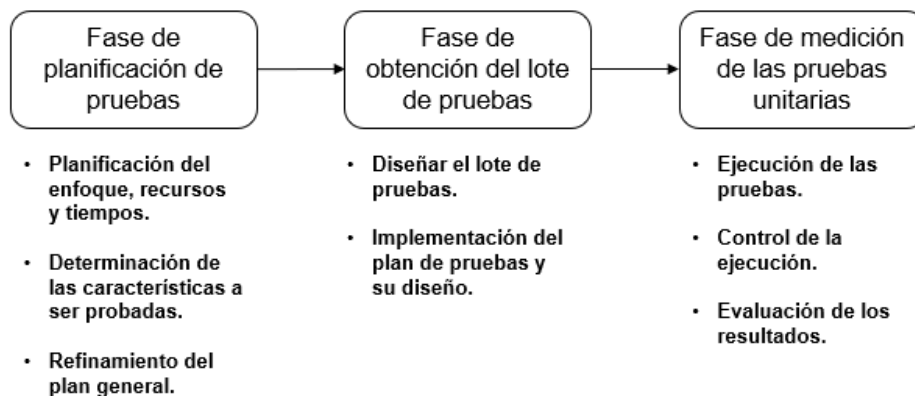 Fase de
planificación de
pruebas
Fase de
obtención del lote
de pruebas
Fase de medición
de las pruebas
unitarias
• Planificación del
enfoque, recursos
y tiempos.
• Determinación de
las características a
ser probadas.
• Refinamiento del
plan general.
• Diseñar el lote de
pruebas.
• Implementación del
plan de pruebas y
su diseño.
• Ejecución de las
pruebas.
• Control de la
ejecución.
• Evaluación de los
resultados.